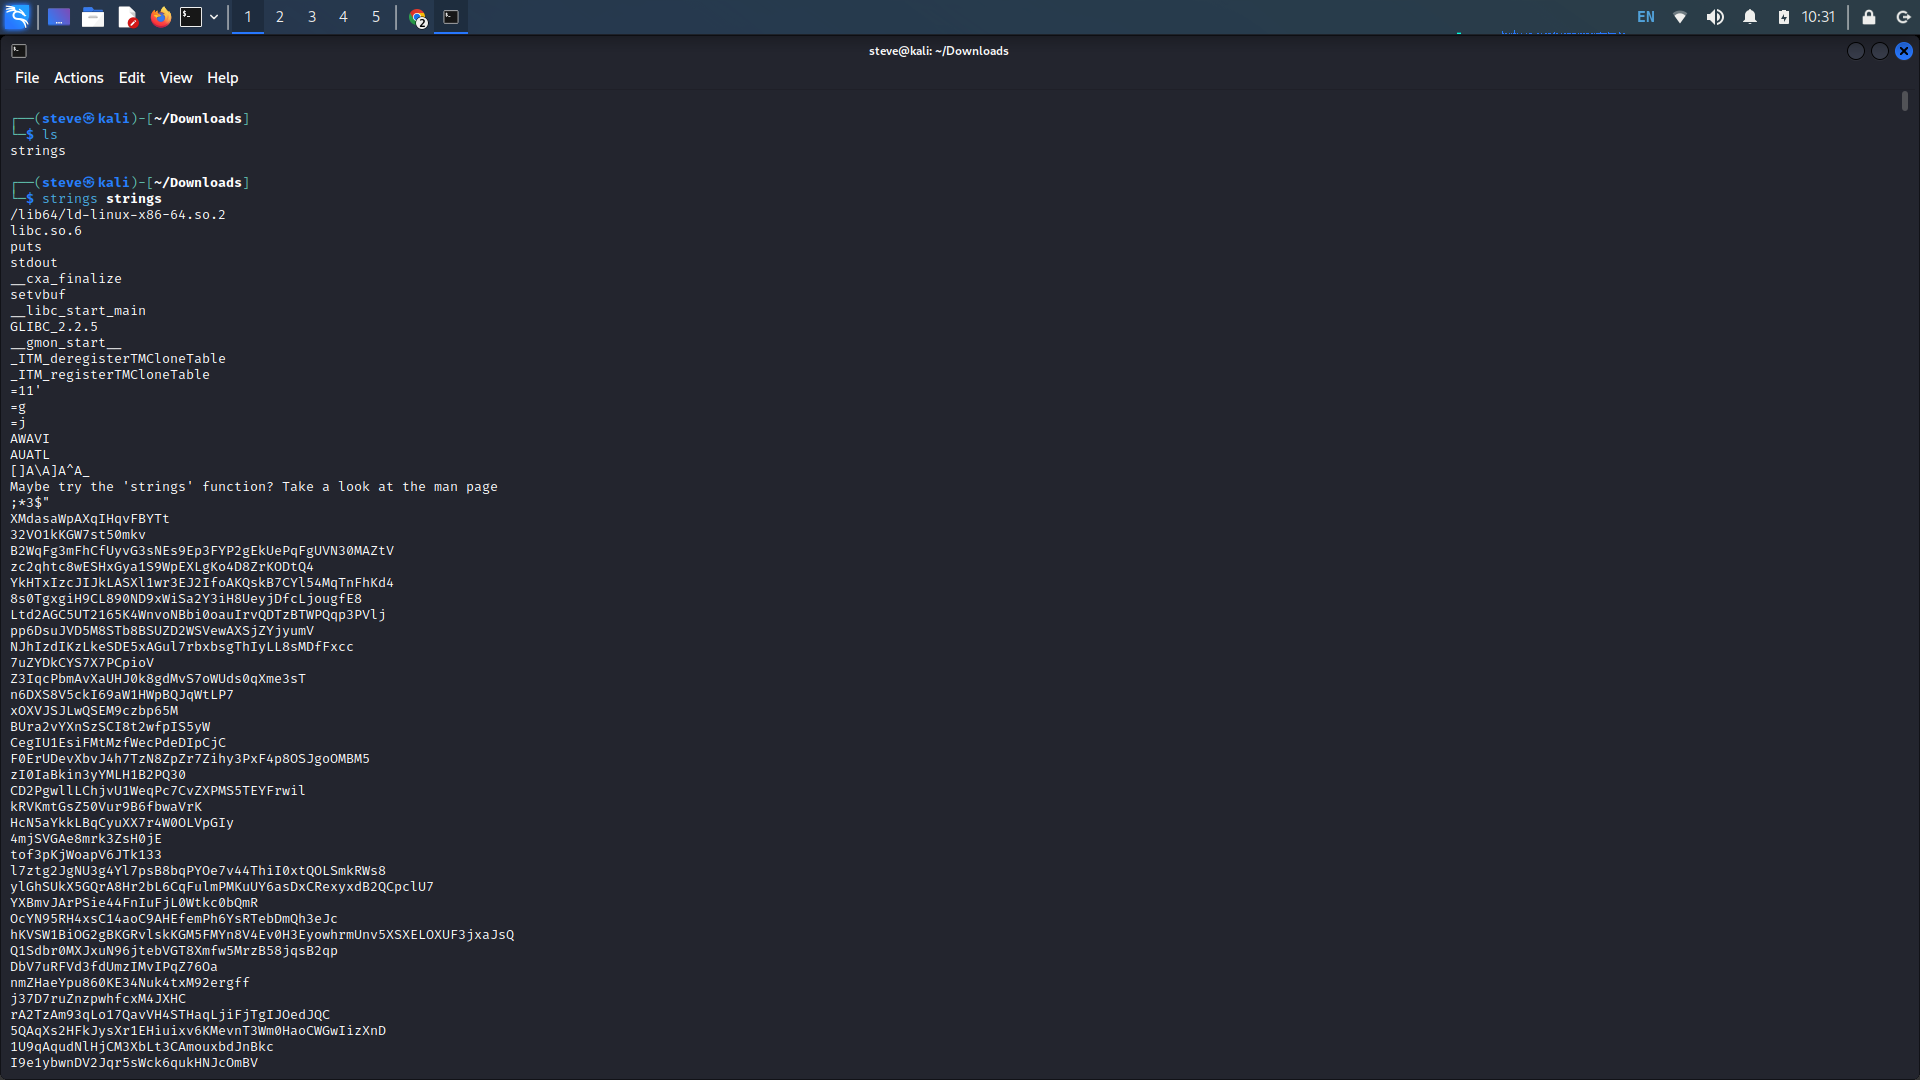 1 2 3 4 5 2 EN 10:31
steve@kali: ~/Downloads
File Actions Edit View Help
┌──(steve㉿kali)-[~/Downloads]
└─$ ls
strings
┌──(steve㉿kali)-[~/Downloads]
└─$ strings strings
/lib64/ld-linux-x86-64.so.2
libc.so.6
puts
stdout
__cxa_finalize
setvbuf
__libc_start_main
GLIBC_2.2.5
__gmon_start__
_ITM_deregisterTMCloneTable
_ITM_registerTMCloneTable
=11'
=g
=j
AWAVI
AUATL
[]A\A]A^A_
Maybe try the 'strings' function? Take a look at the man page
;*3$"
XMdasaWpAXqIHqvFBYTt
32VO1kKGW7st50mkv
B2WqFg3mFhCfUyvG3sNEs9Ep3FYP2gEkUePqFgUVN30MAZtV
zc2qhtc8wESHxGya1S9WpEXLgKo4D8ZrKODtQ4
YkHTxIzcJIJkLASXl1wr3EJ2IfoAKQskB7CYl54MqTnFhKd4
8s0TgxgiH9CL890ND9xWiSa2Y3iH8UeyjDfcLjougfE8
Ltd2AGC5UT2165K4WnvoNBbi0oauIrvQDTzBTWPQqp3PVlj
pp6DsuJVD5M8STb8BSUZD2WSVewAXSjZYjyumV
NJhIzdIKzLkeSDE5xAGul7rbxbsgThIyLL8sMDfFxcc
7uZYDkCYS7X7PCpioV
Z3IqcPbmAvXaUHJ0k8gdMvS7oWUds0qXme3sT
n6DXS8V5ckI69aW1HWpBQJqWtLP7
xOXVJSJLwQSEM9czbp65M
BUra2vYXnSzSCI8t2wfpIS5yW
CegIU1EsiFMtMzfWecPdeDIpCjC
F0ErUDevXbvJ4h7TzN8ZpZr7Zihy3PxF4p8OSJgoOMBM5
zI0IaBkin3yYMLH1B2PQ30
CD2PgwllLChjvU1WeqPc7CvZXPMS5TEYFrwil
kRVKmtGsZ50Vur9B6fbwaVrK
HcN5aYkkLBqCyuXX7r4W0OLVpGIy
4mjSVGAe8mrk3ZsH0jE
tof3pKjWoapV6JTk133
l7ztg2JgNU3g4Yl7psB8bqPYOe7v44ThiI0xtQOLSmkRWs8
ylGhSUkX5GQrA8Hr2bL6CqFulmPMKuUY6asDxCRexyxdB2QCpclU7
YXBmvJArPSie44FnIuFjL0Wtkc0bQmR
OcYN95RH4xsC14aoC9AHEfemPh6YsRTebDmQh3eJc
hKVSW1BiOG2gBKGRvlskKGM5FMYn8V4Ev0H3EyowhrmUnv5XSXELOXUF3jxaJsQ
Q1Sdbr0MXJxuN96jtebVGT8Xmfw5MrzB58jqsB2qp
DbV7uRFVd3fdUmzIMvIPqZ76Oa
nmZHaeYpu860KE34Nuk4txM92ergff
j37D7ruZnzpwhfcxM4JXHC
rA2TzAm93qLo17QavVH4STHaqLjiFjTgIJOedJQC
5QAqXs2HFkJysXr1EHiuixv6KMevnT3Wm0HaoCWGwIizXnD
1U9qAqudNlHjCM3XbLt3CAmouxbdJnBkc
I9e1ybwnDV2Jqr5sWck6qukHNJcOmBV